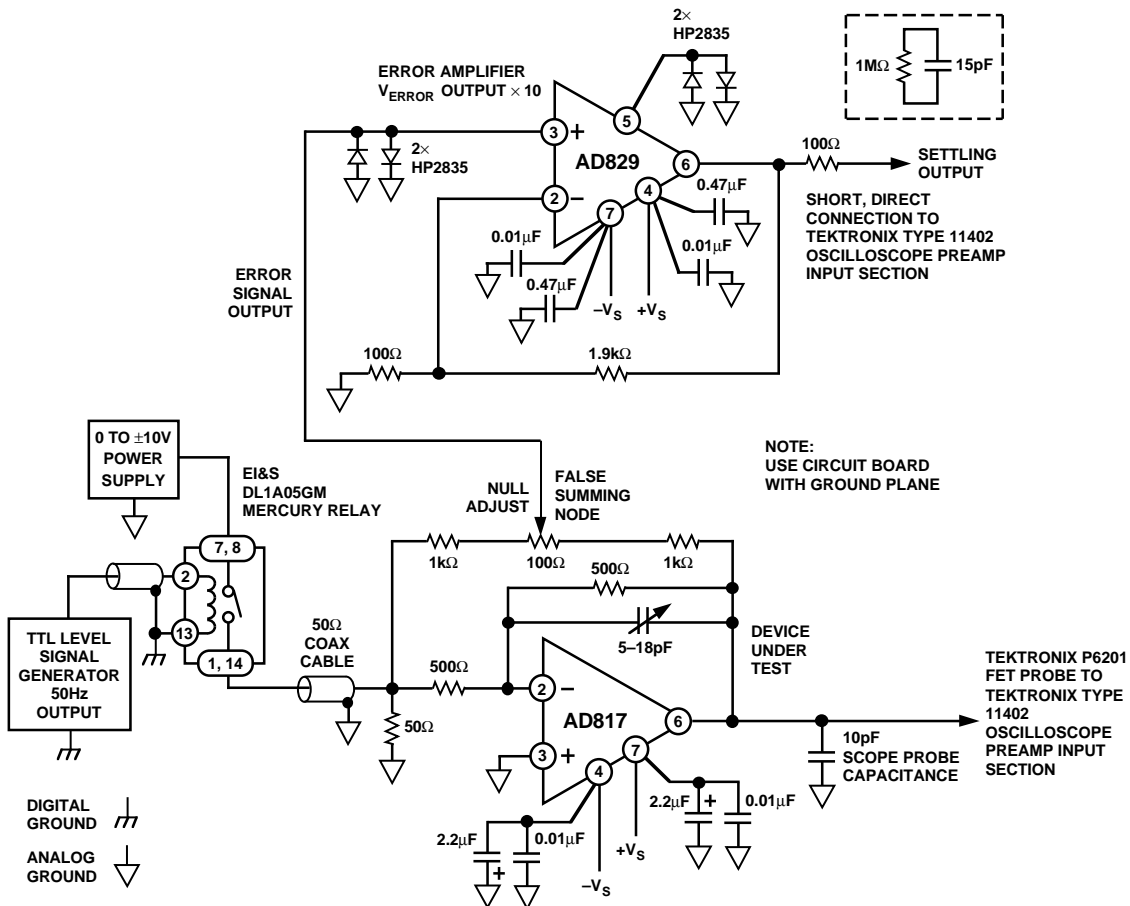 2×
HP2835
1MΩ
15pF
ERROR AMPLIFIER
VERROR OUTPUT × 10
5
3
+
2×
HP2835
AD829
6
100Ω
SETTLING
OUTPUT
2
−
4
0.47µF
7
SHORT, DIRECT
CONNECTION TO
TEKTRONIX TYPE 11402
OSCILLOSCOPE PREAMP
INPUT SECTION
0.01µF
0.01µF
ERROR
SIGNAL
OUTPUT
0.47µF
–VS
+VS
100Ω
1.9kΩ
0 TO ±10V
POWER
SUPPLY
EI&S
DL1A05GM
MERCURY RELAY
NULL
ADJUST
FALSE
SUMMING
NODE
NOTE:
USE CIRCUIT BOARD
WITH GROUND PLANE
7, 8
1kΩ
100Ω
1kΩ
2
500Ω
13
5–18pF
DEVICE
UNDER
TEST
TTL LEVEL
SIGNAL
GENERATOR
50Hz
OUTPUT
1, 14
50Ω
COAX
CABLE
500Ω
2
−
AD817
6
TEKTRONIX P6201
FET PROBE TO
TEKTRONIX TYPE
11402
OSCILLOSCOPE
PREAMP INPUT
SECTION
50Ω
3
+
7
4
10pF
SCOPE PROBE
CAPACITANCE
DIGITAL
GROUND
2.2µF
+
0.01µF
2.2µF
0.01µF
+
+VS
–VS
ANALOG
GROUND